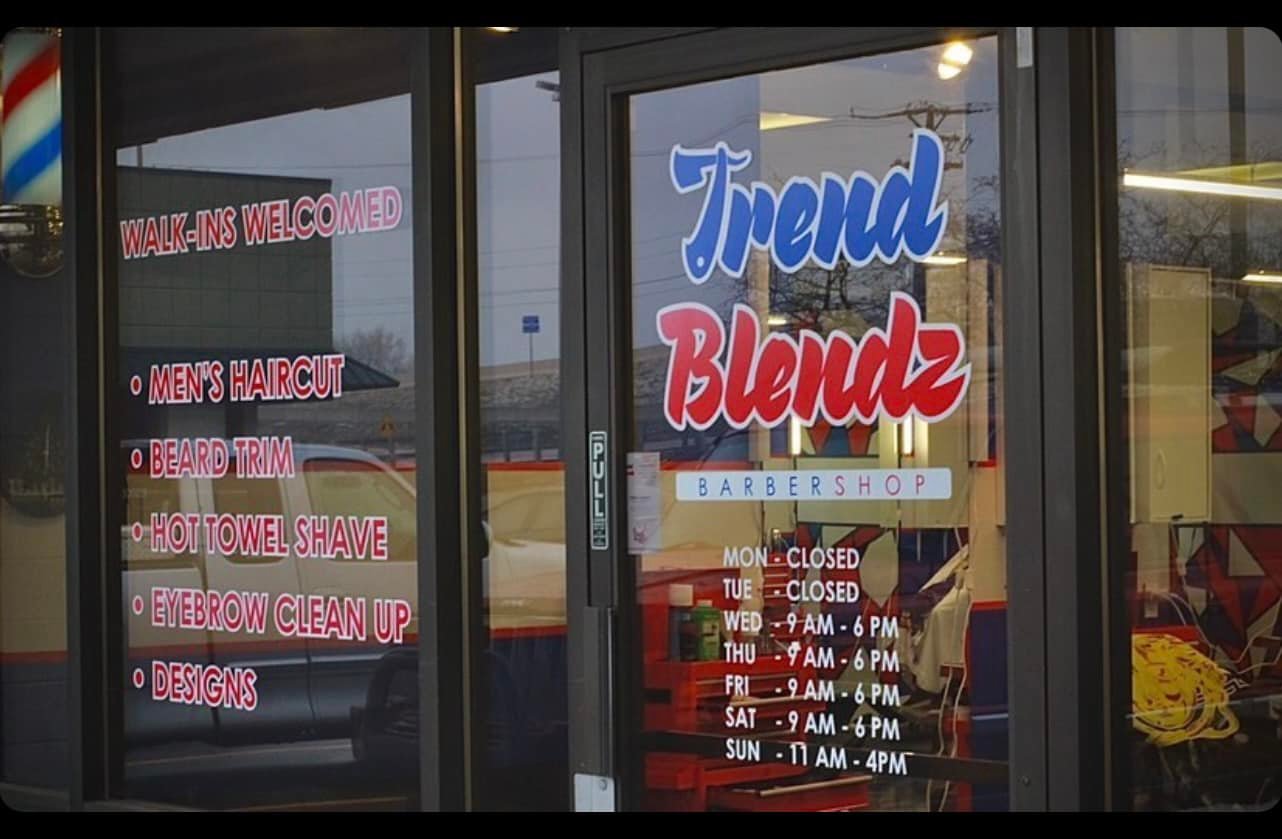 WALK-INS WELCOMED
• MEN'S HAIRCUT
• BEARD TRIM
• HOT TOWEL SHAVE
• EYEBROW CLEAN UP
• DESIGNS
PULL
Trend
Blendz
BARBERSHOP
MON - CLOSED
TUE - CLOSED
WED - 9 AM - 6 PM
THU - 9 AM - 6 PM
FRI - 9 AM - 6 PM
SAT - 9 AM - 6 PM
SUN - 11 AM - 4PM